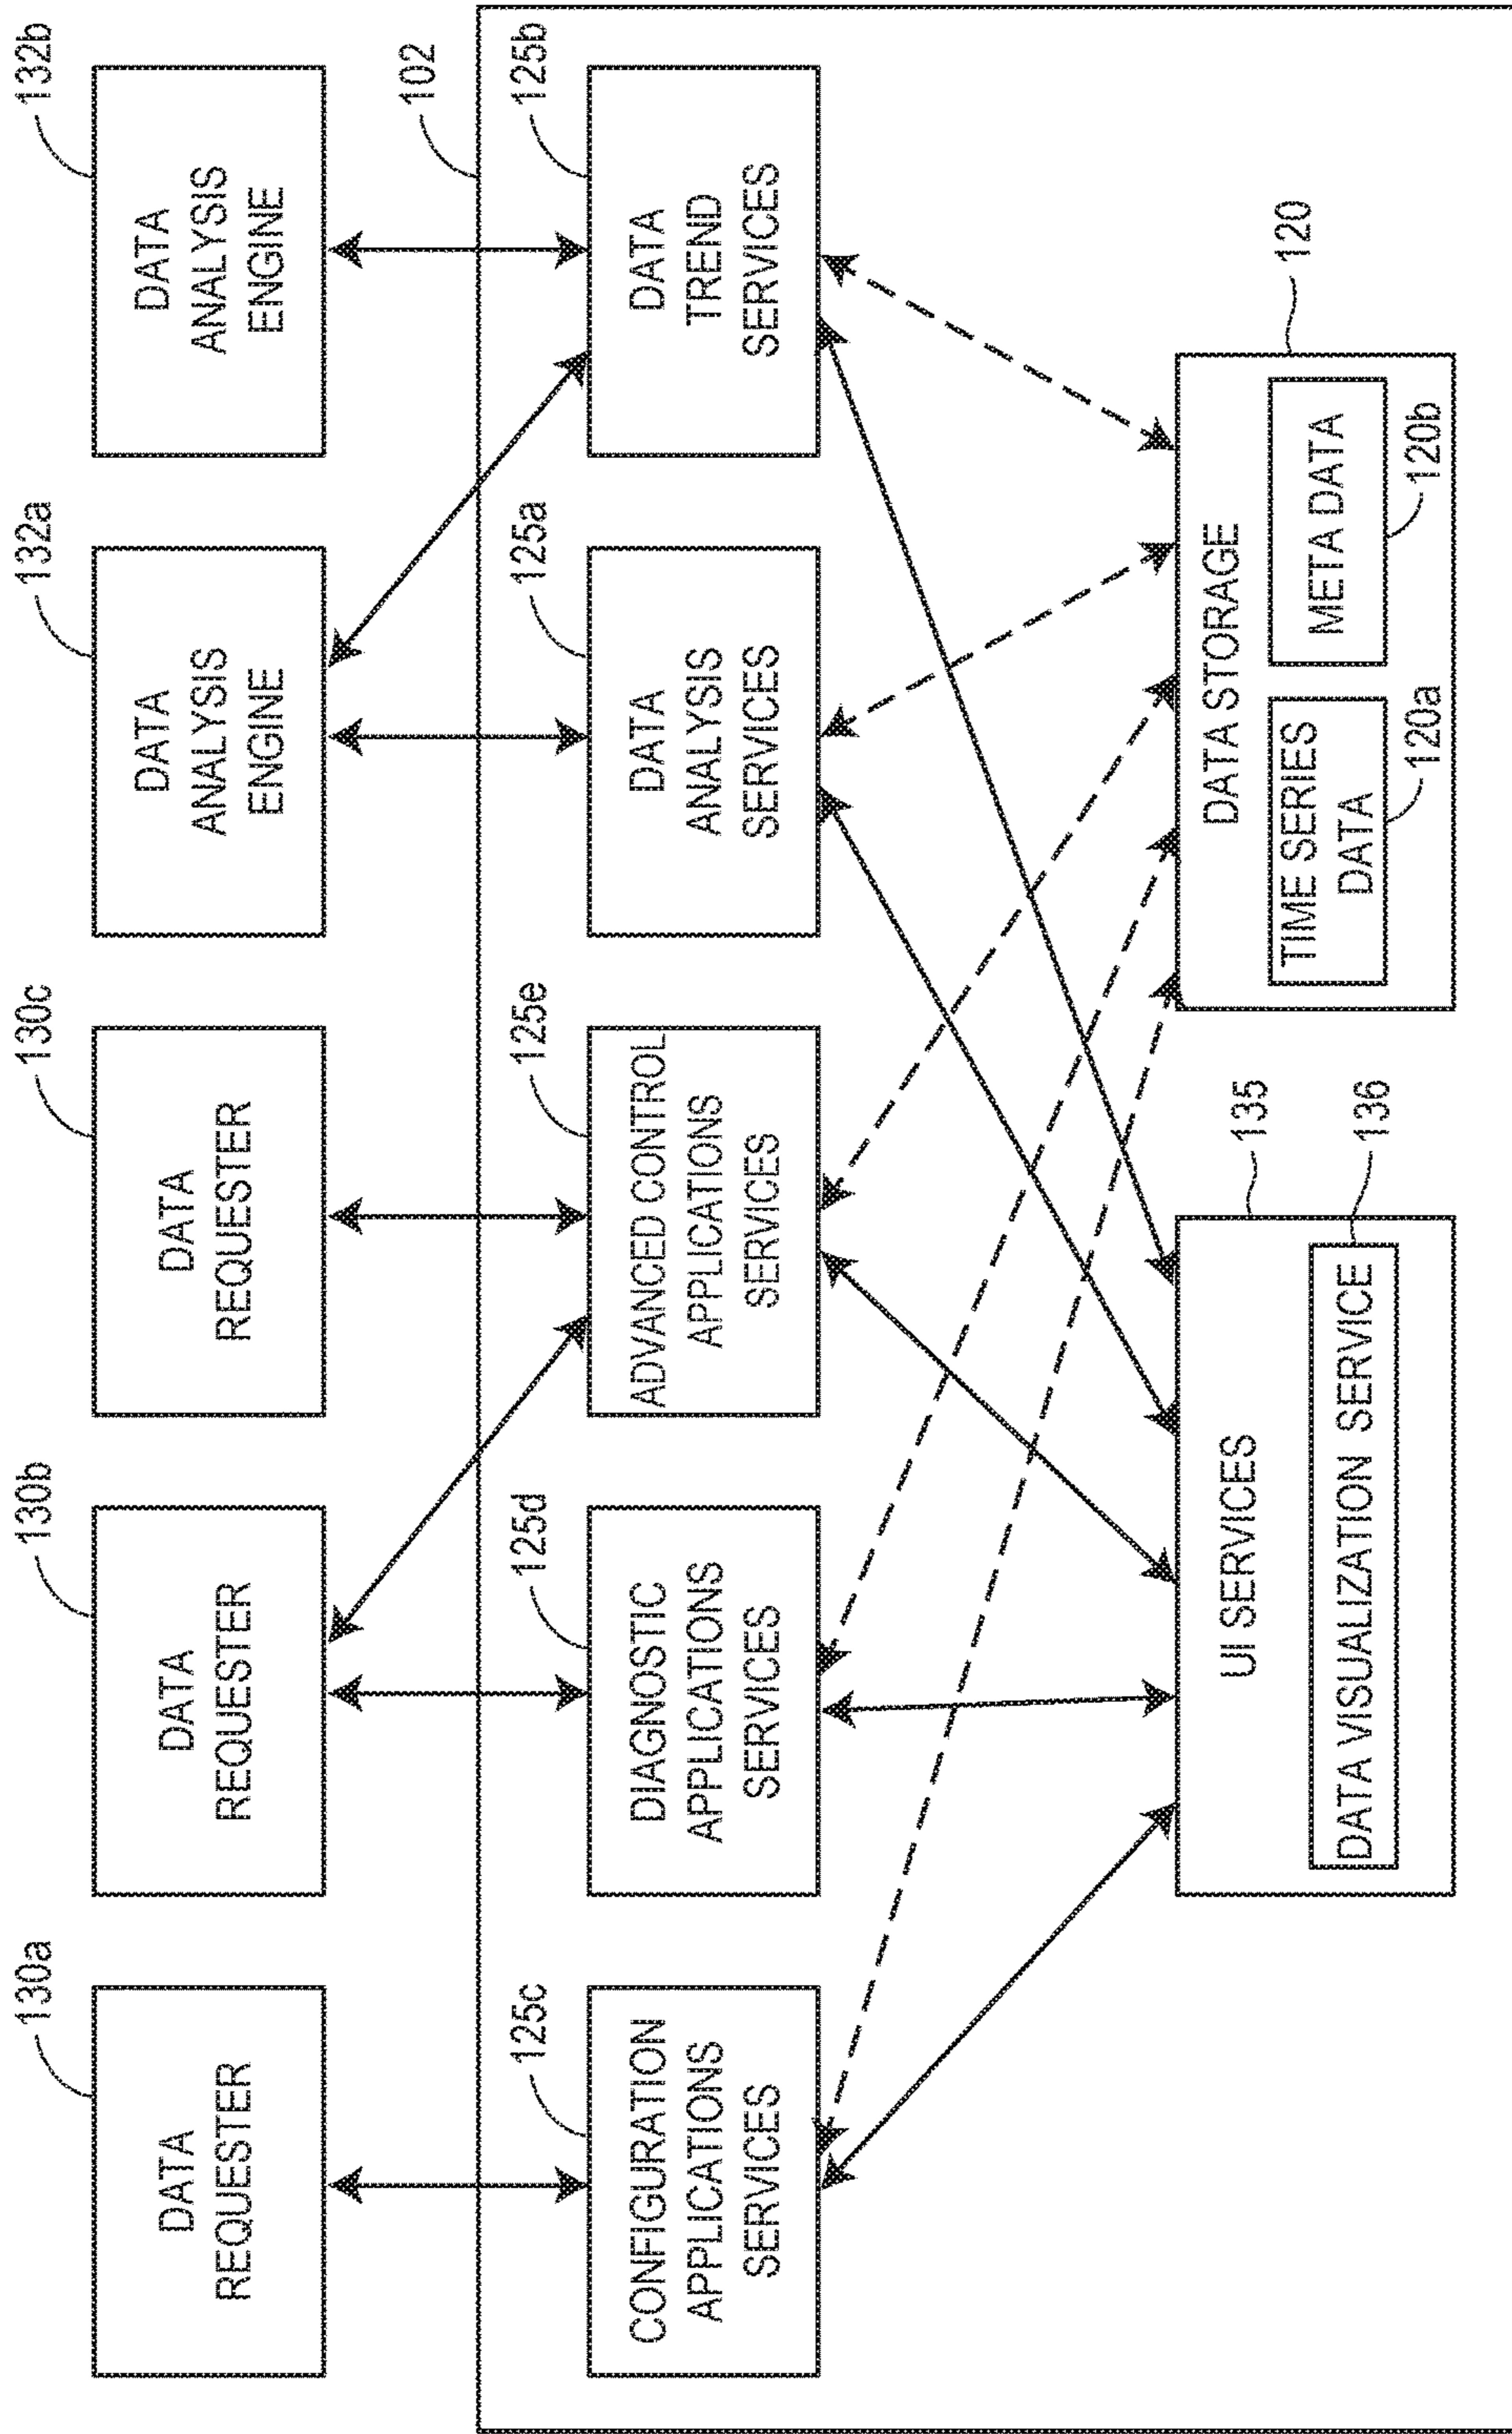 130a
130b
130c
132a
132b
DATA
REQUESTER
DATA
REQUESTER
DATA
REQUESTER
DATA
ANALYSIS
ENGINE
DATA
ANALYSIS
ENGINE
102
125c
125d
125e
125a
125b
CONFIGURATION
APPLICATIONS
SERVICES
DIAGNOSTIC
APPLICATIONS
SERVICES
ADVANCED CONTROL
APPLICATIONS
SERVICES
DATA
ANALYSIS
SERVICES
DATA
TREND
SERVICES
135
136
UI SERVICES
DATA VISUALIZATION SERVICE
120
DATA STORAGE
TIME SERIES
DATA
META DATA
120a
120b